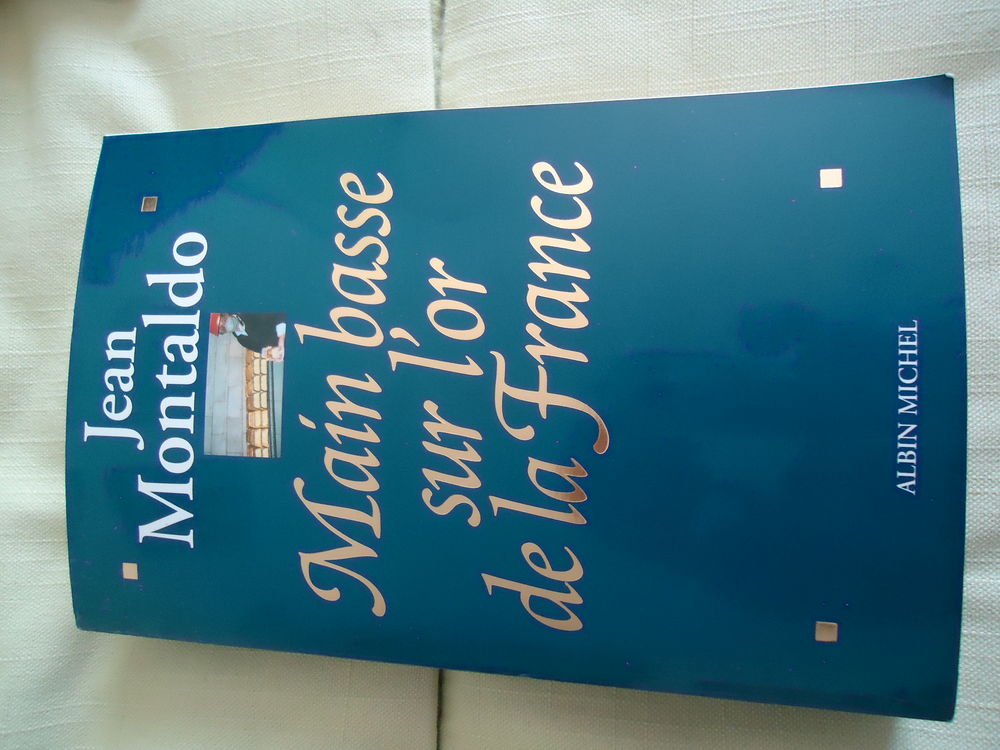 Jean
Montaldo
Main basse
sur l'or
de la France
ALBIN MICHEL